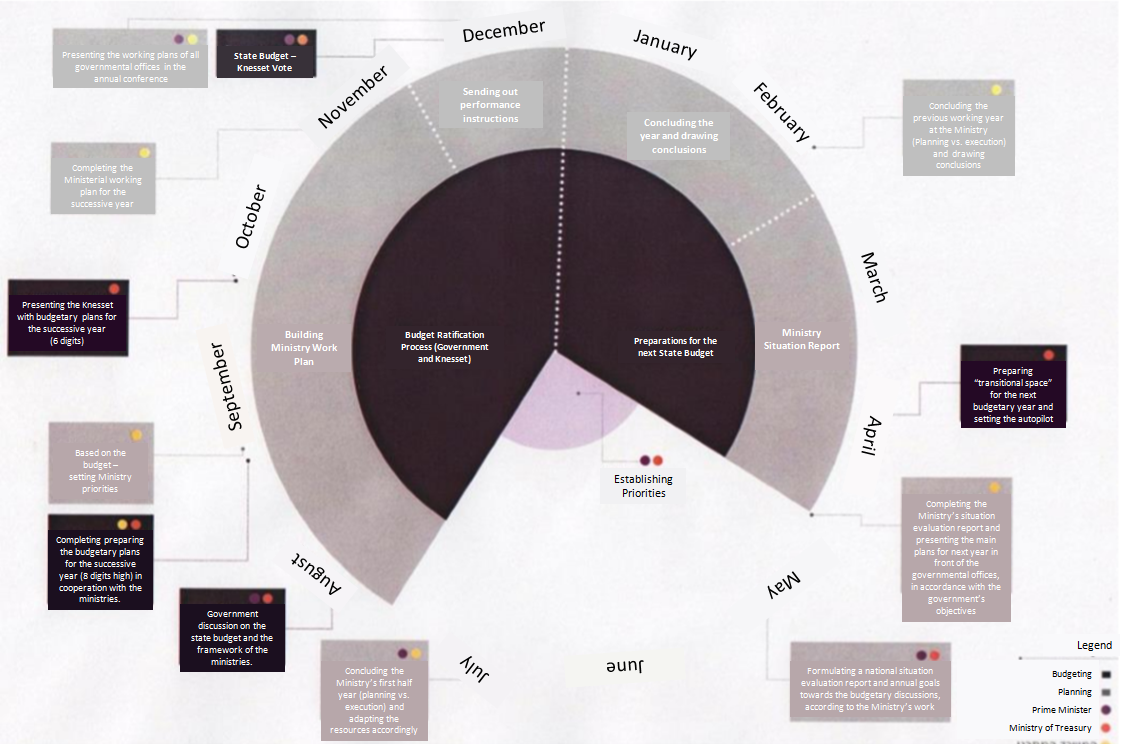 December
January
February
March
April
May
June
July
August
September
October
November
Presenting the working plans of all
governmental offices in the
annual conference
State Budget –
Knesset Vote
Sending out
performance
instructions
Concluding the
year and drawing
conclusions
Concluding the
previous working year
at the Ministry
(Planning vs. execution)
and drawing
conclusions
Completing the
Ministerial working
plan for the
successive year
Presenting the Knesset
with budgetary plans for
the successive year
(6 digits)
Building
Ministry Work
Plan
Budget Ratification
Process (Government
and Knesset)
Preparations for the
next State Budget
Ministry
Situation Report
Preparing
“transitional space”
for the next
budgetary year and
setting the autopilot
Based on the
budget –
setting Ministry
priorities
Establishing
Priorities
Completing the
Ministry’s situation
evaluation report and
presenting the main
plans for next year in
front of the
governmental offices,
in accordance with the
government’s
objectives
Completing preparing
the budgetary plans
for the successive
year (8 digits high) in
cooperation with the
ministries.
Government
discussion on the
state budget and the
framework of the
ministries.
Concluding the
Ministry’s first half
year (planning vs.
execution) and
adapting the
resources accordingly
Formulating a national situation
evaluation report and annual goals
towards the budgetary discussions,
according to the Ministry’s work
Legend
Budgeting
Planning
Prime Minister
Ministry of Treasury